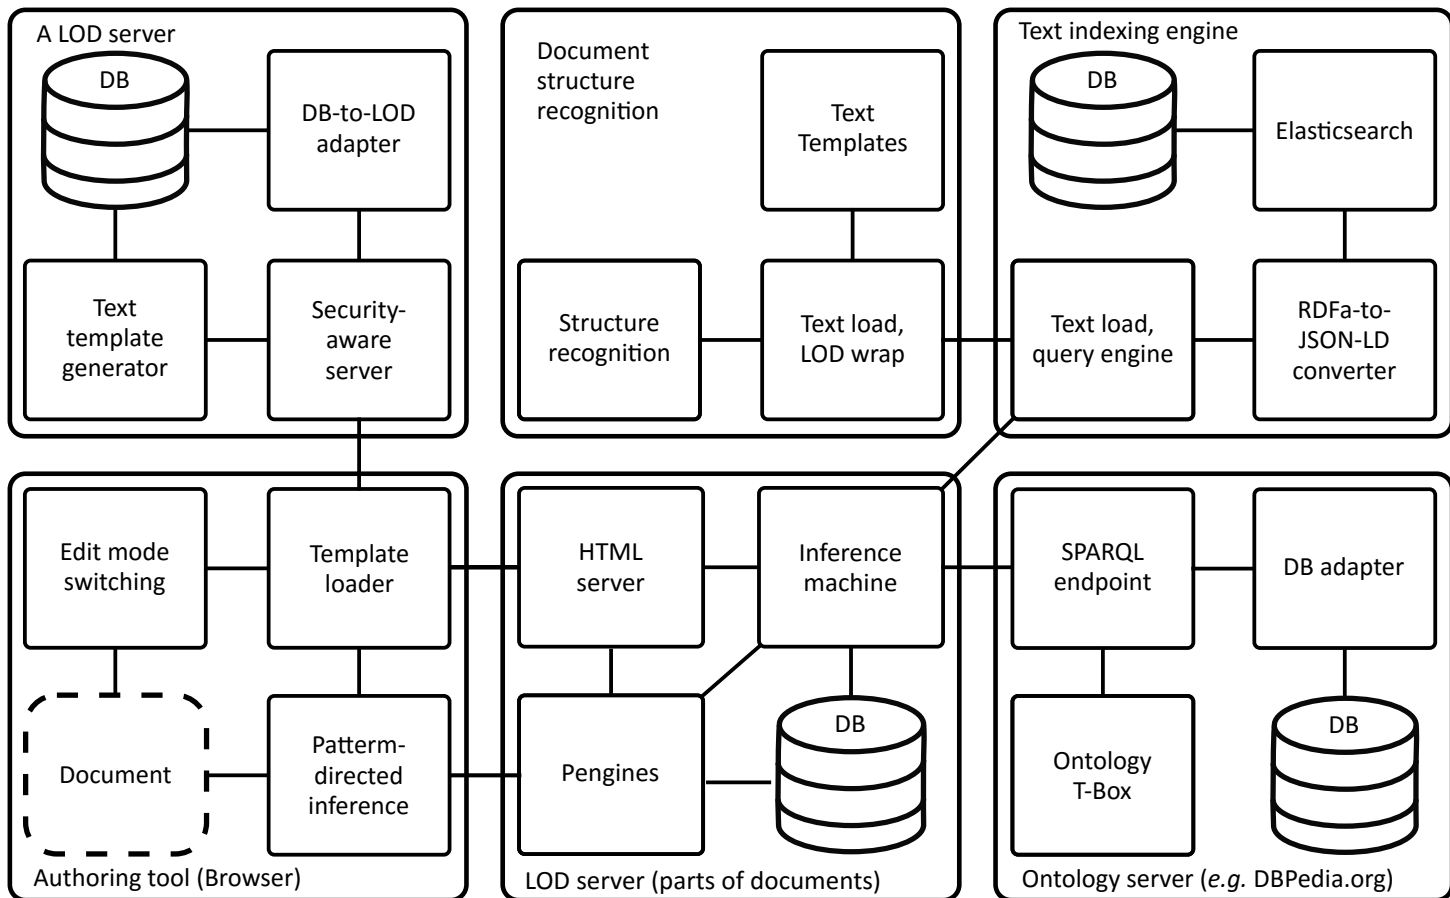 A LOD server
DB
DB-to-LOD
adapter
Text
template
generator
Security-
aware
server
Document
structure
recognition
Text
Templates
Structure
recognition
Text load,
LOD wrap
Text indexing engine
DB
Elasticsearch
Text load,
query engine
RDFa-to-
JSON-LD
converter
Edit mode
switching
Template
loader
Document
Patterm-
directed
inference
Authoring tool (Browser)
HTML
server
Inference
machine
Pengines
DB
LOD server (parts of documents)
SPARQL
endpoint
DB adapter
Ontology
T-Box
DB
Ontology server (e.g. DBPedia.org)